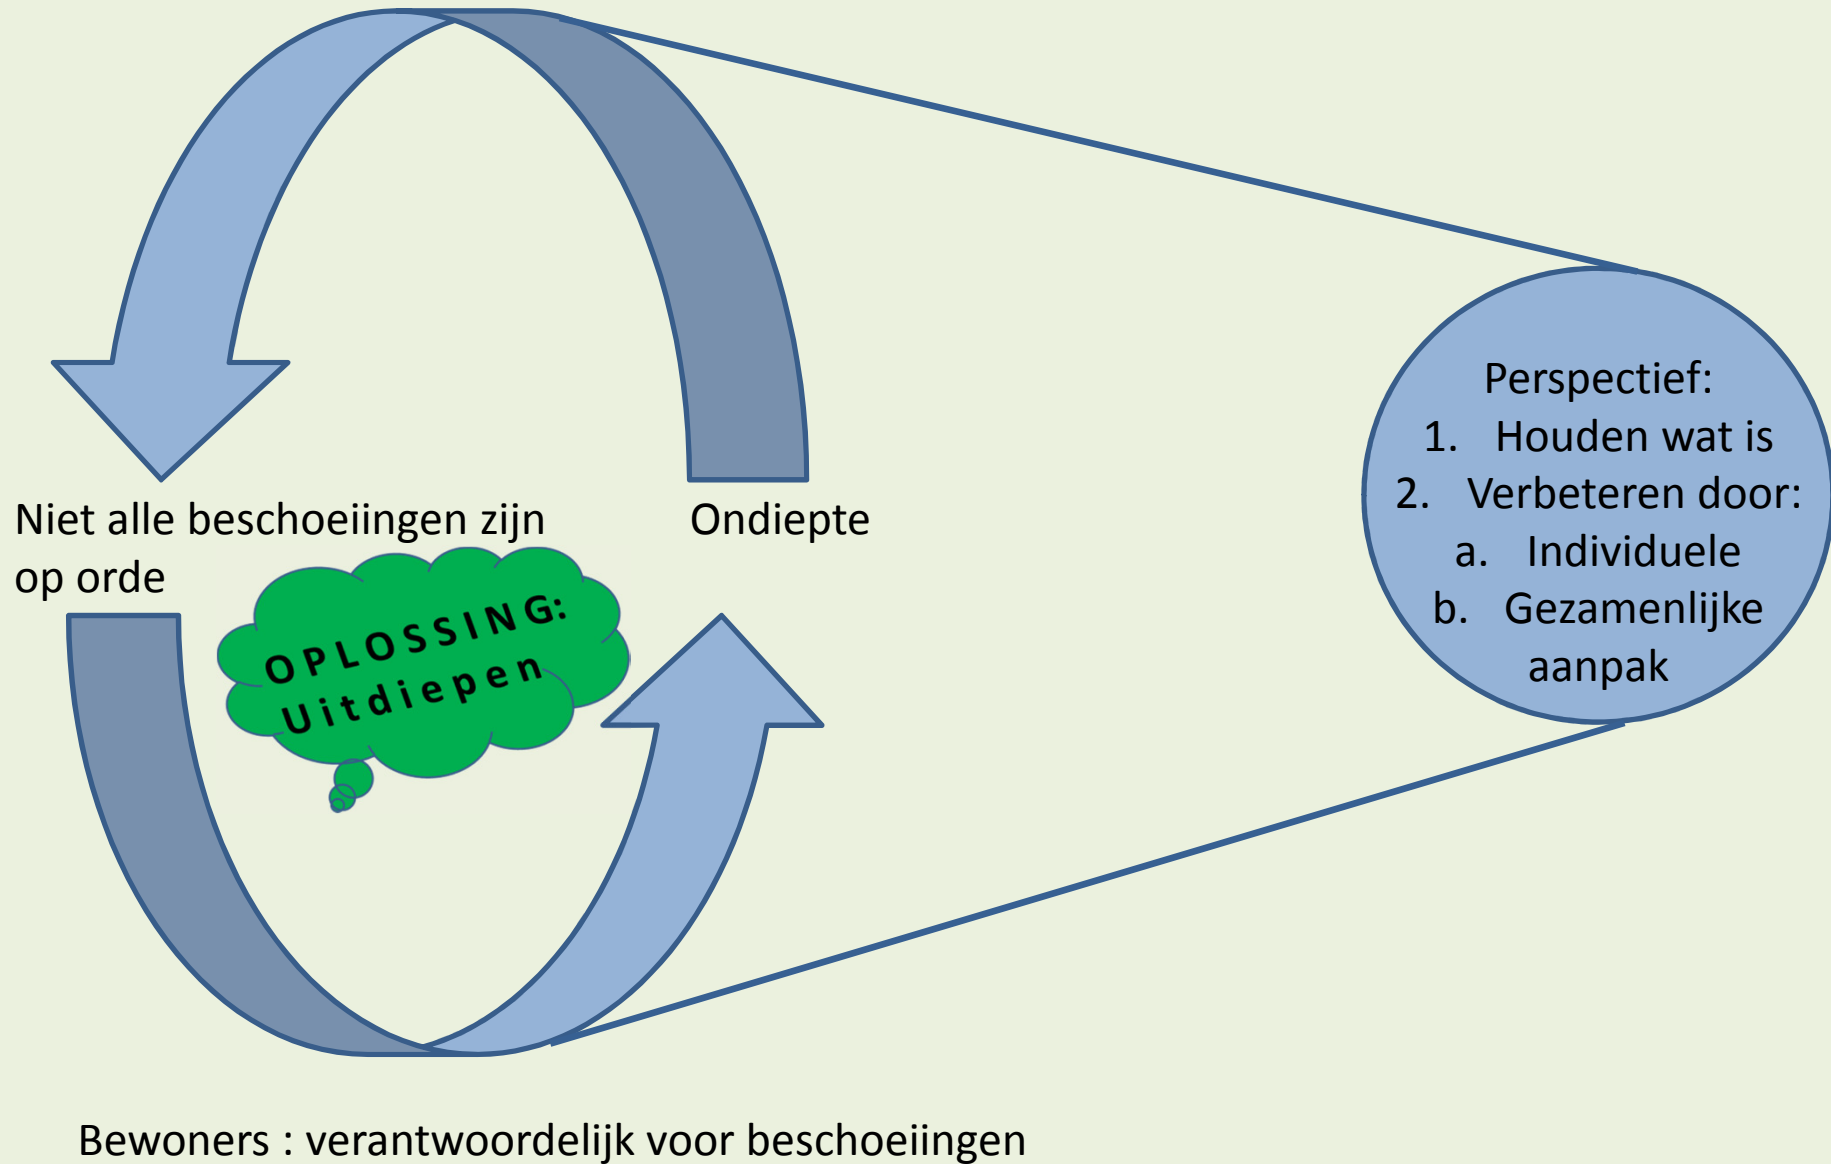 Niet alle beschoeiingen zijn
op orde
Ondiepte
OPLOSSING:
Uitdiepen
Perspectief:
1. Houden wat is
2. Verbeteren door:
a. Individuele
b. Gezamenlijke
aanpak
Bewoners : verantwoordelijk voor beschoeiingen